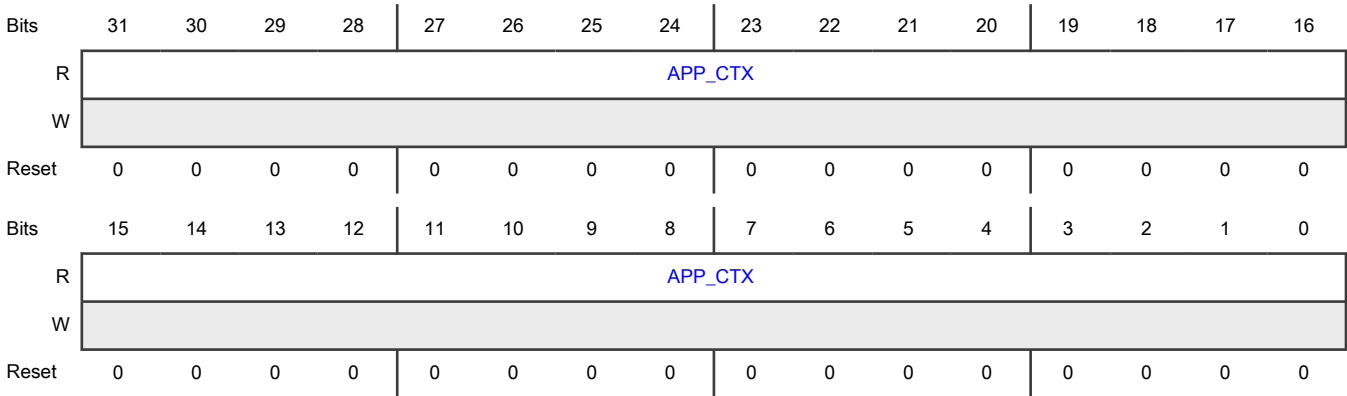 Bits 31 30 29 28 27 26 25 24 23 22 21 20 19 18 17 16
R APP_CTX
W
Reset 0 0 0 0 0 0 0 0 0 0 0 0 0 0 0 0
Bits 15 14 13 12 11 10 9 8 7 6 5 4 3 2 1 0
R APP_CTX
W
Reset 0 0 0 0 0 0 0 0 0 0 0 0 0 0 0 0